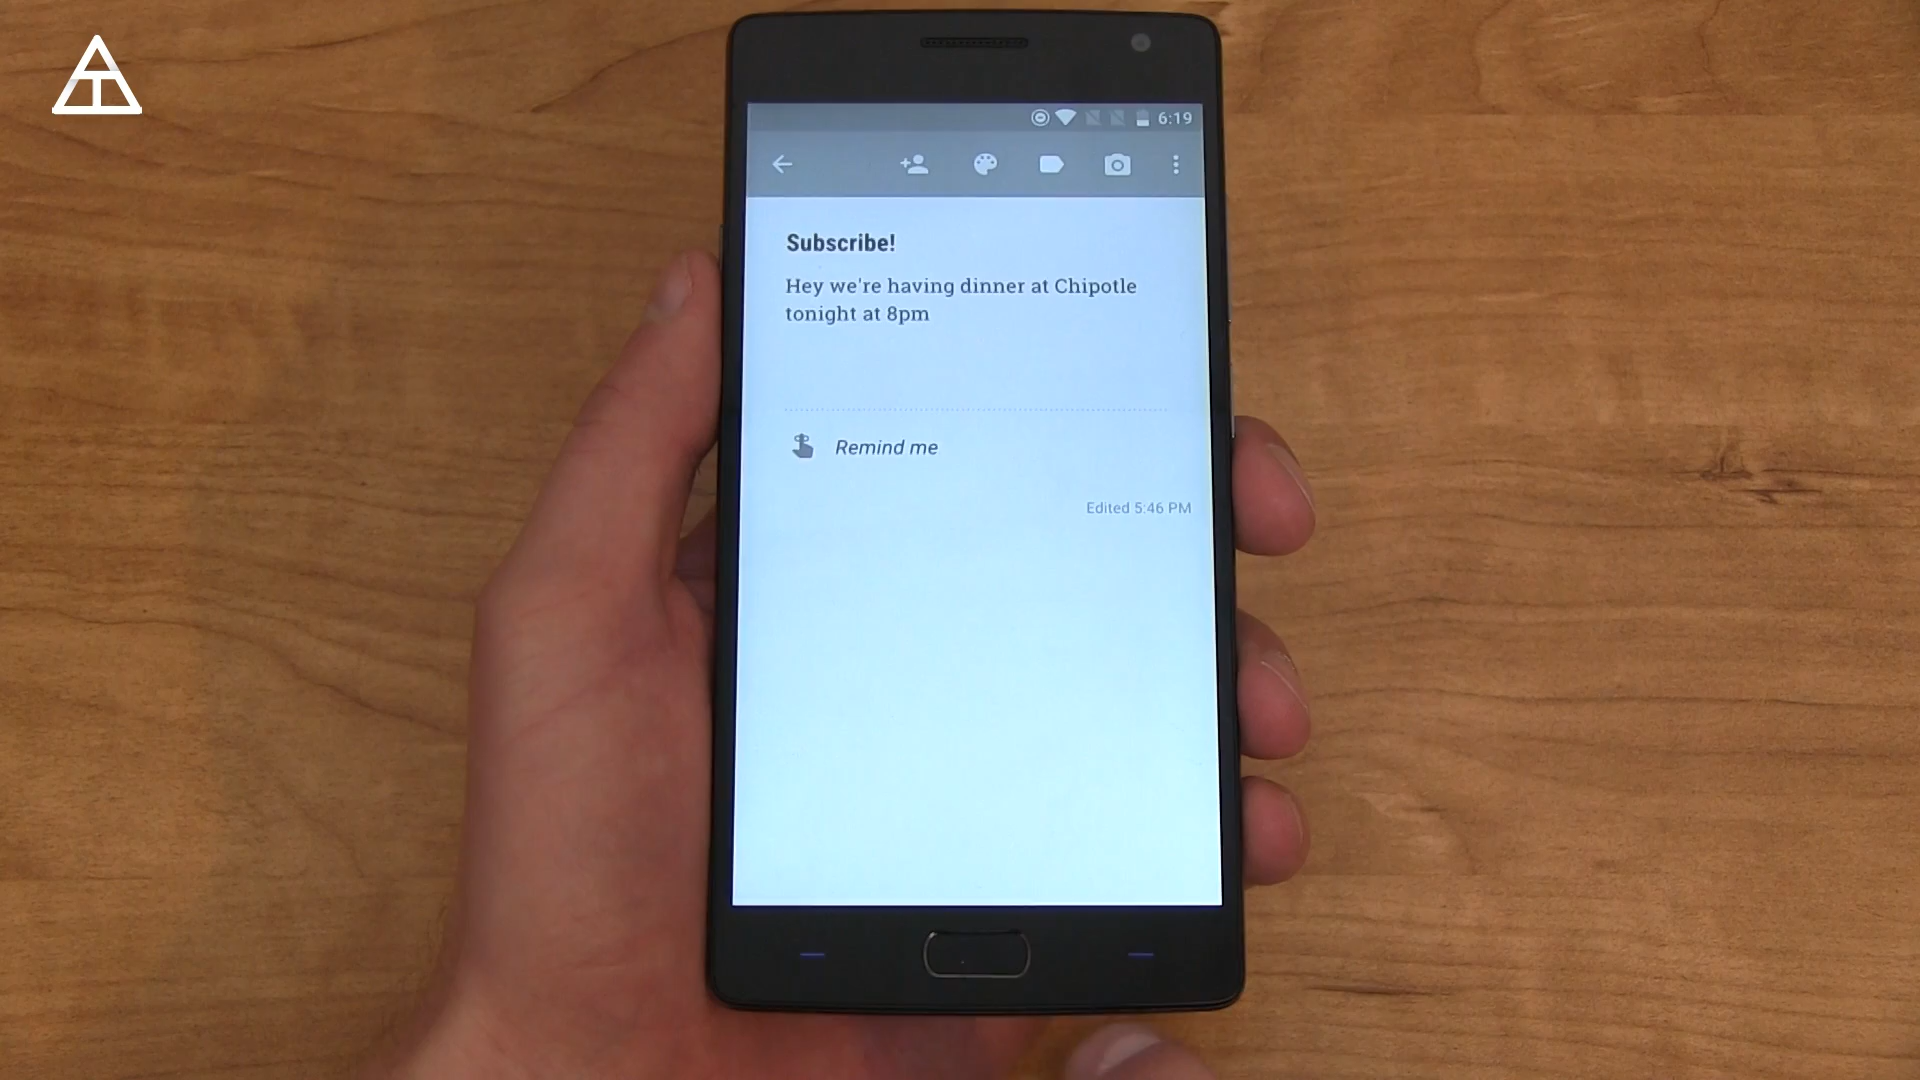 6:19
Subscribe!
Hey we're having dinner at Chipotle
tonight at 8pm
Remind me
Edited 5:46 PM